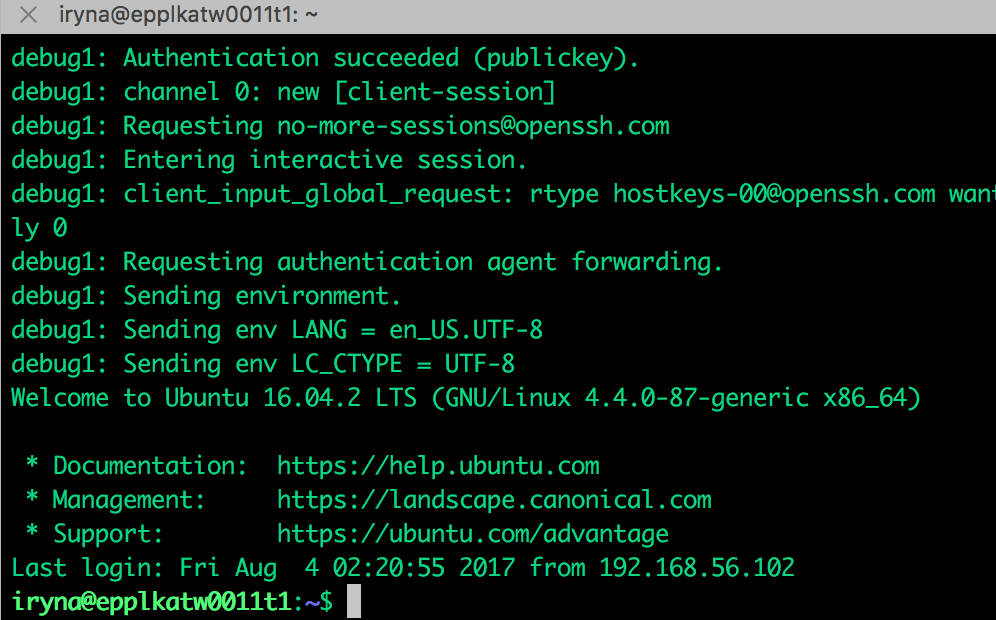 iryna@epplkatw0011t1: ~
debug1: Authentication succeeded (publickey).
debug1: channel 0: new [client-session]
debug1: Requesting no-more-sessions@openssh.com
debug1: Entering interactive session.
debug1: client_input_global_request: rtype hostkeys-00@openssh.com want
ly 0
debug1: Requesting authentication agent forwarding.
debug1: Sending environment.
debug1: Sending env LANG = en_US.UTF-8
debug1: Sending env LC_CTYPE = UTF-8
Welcome to Ubuntu 16.04.2 LTS (GNU/Linux 4.4.0-87-generic x86_64)
* Documentation:  https://help.ubuntu.com
* Management:     https://landscape.canonical.com
* Support:        https://ubuntu.com/advantage
Last login: Fri Aug  4 02:20:55 2017 from 192.168.56.102
iryna@epplkatw0011t1:~$